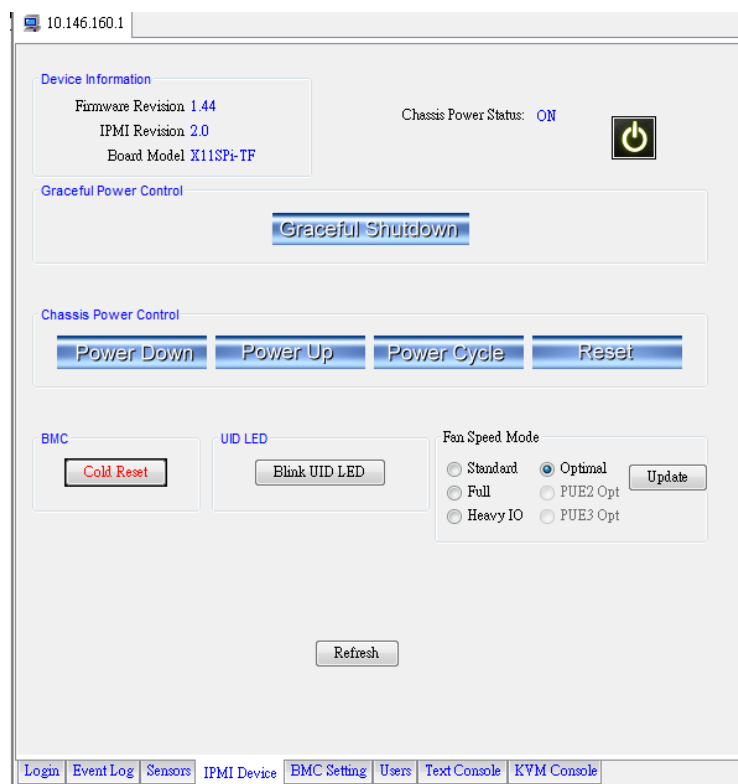 10.146.160.1
Device Information
Firmware Revision 1.44
IPMI Revision 2.0
Board Model X11SPi-TF
Chassis Power Status: ON
Graceful Power Control
Graceful Shutdown
Chassis Power Control
Power Down Power Up Power Cycle Reset
BMC
Cold Reset
UID LED
Blink UID LED
Fan Speed Mode
Standard Optimal
Full PUE2 Opt
Heavy IO PUE3 Opt
Update
Refresh
Login Event Log Sensors IPMI Device BMC Setting Users Text Console KVM Console